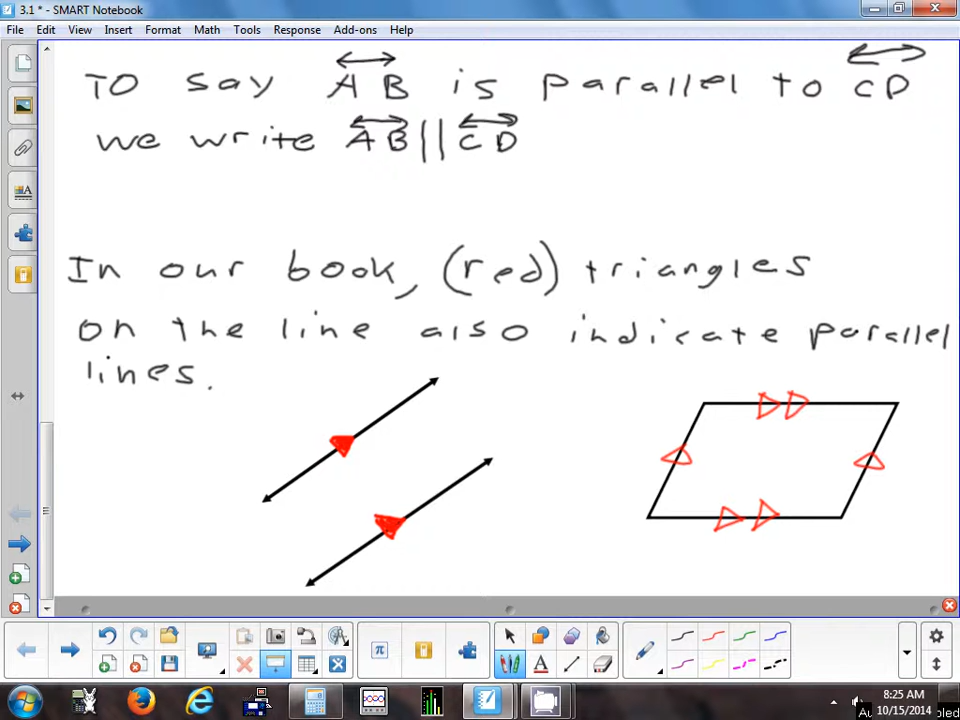 3.1 * - SMART Notebook
File Edit View Insert Format Math Tools Response Add-ons Help
To say AB is parallel to CD
we write AB||CD
In our book, (red) triangles
on the line also indicate parallel
lines.
8:25 AM
10/15/2014